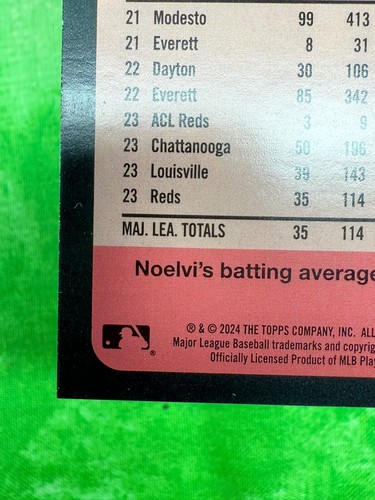 21 Modesto 99 413
21 Everett 8 31
22 Dayton 30 106
22 Everett 85 342
23 ACL Reds 3 9
23 Chattanooga 50 196
23 Louisville 39 143
23 Reds 35 114
MAJ. LEA. TOTALS 35 114
Noelvi's batting average
® & © 2024 THE TOPPS COMPANY, INC. ALL
Major League Baseball trademarks and copyrig
Officially Licensed Product of MLB Pla
®